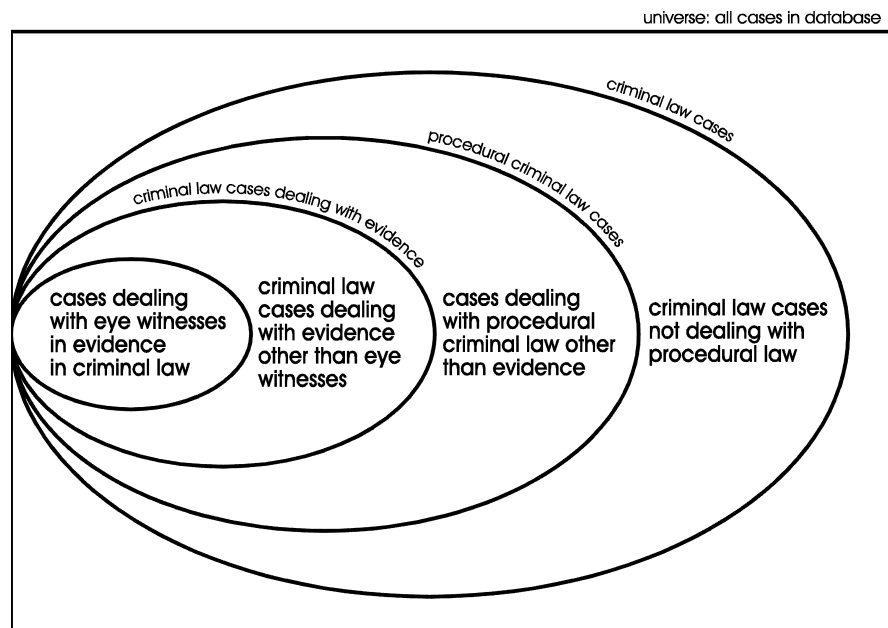 universe: all cases in database
criminal law cases
procedural criminal law cases
criminal law cases dealing with evidence
cases dealing
with eye witnesses
in evidence
in criminal law
criminal law
cases dealing
with evidence
other than eye
witnesses
cases dealing
with procedural
criminal law other
than evidence
criminal law cases
not dealing with
procedural law